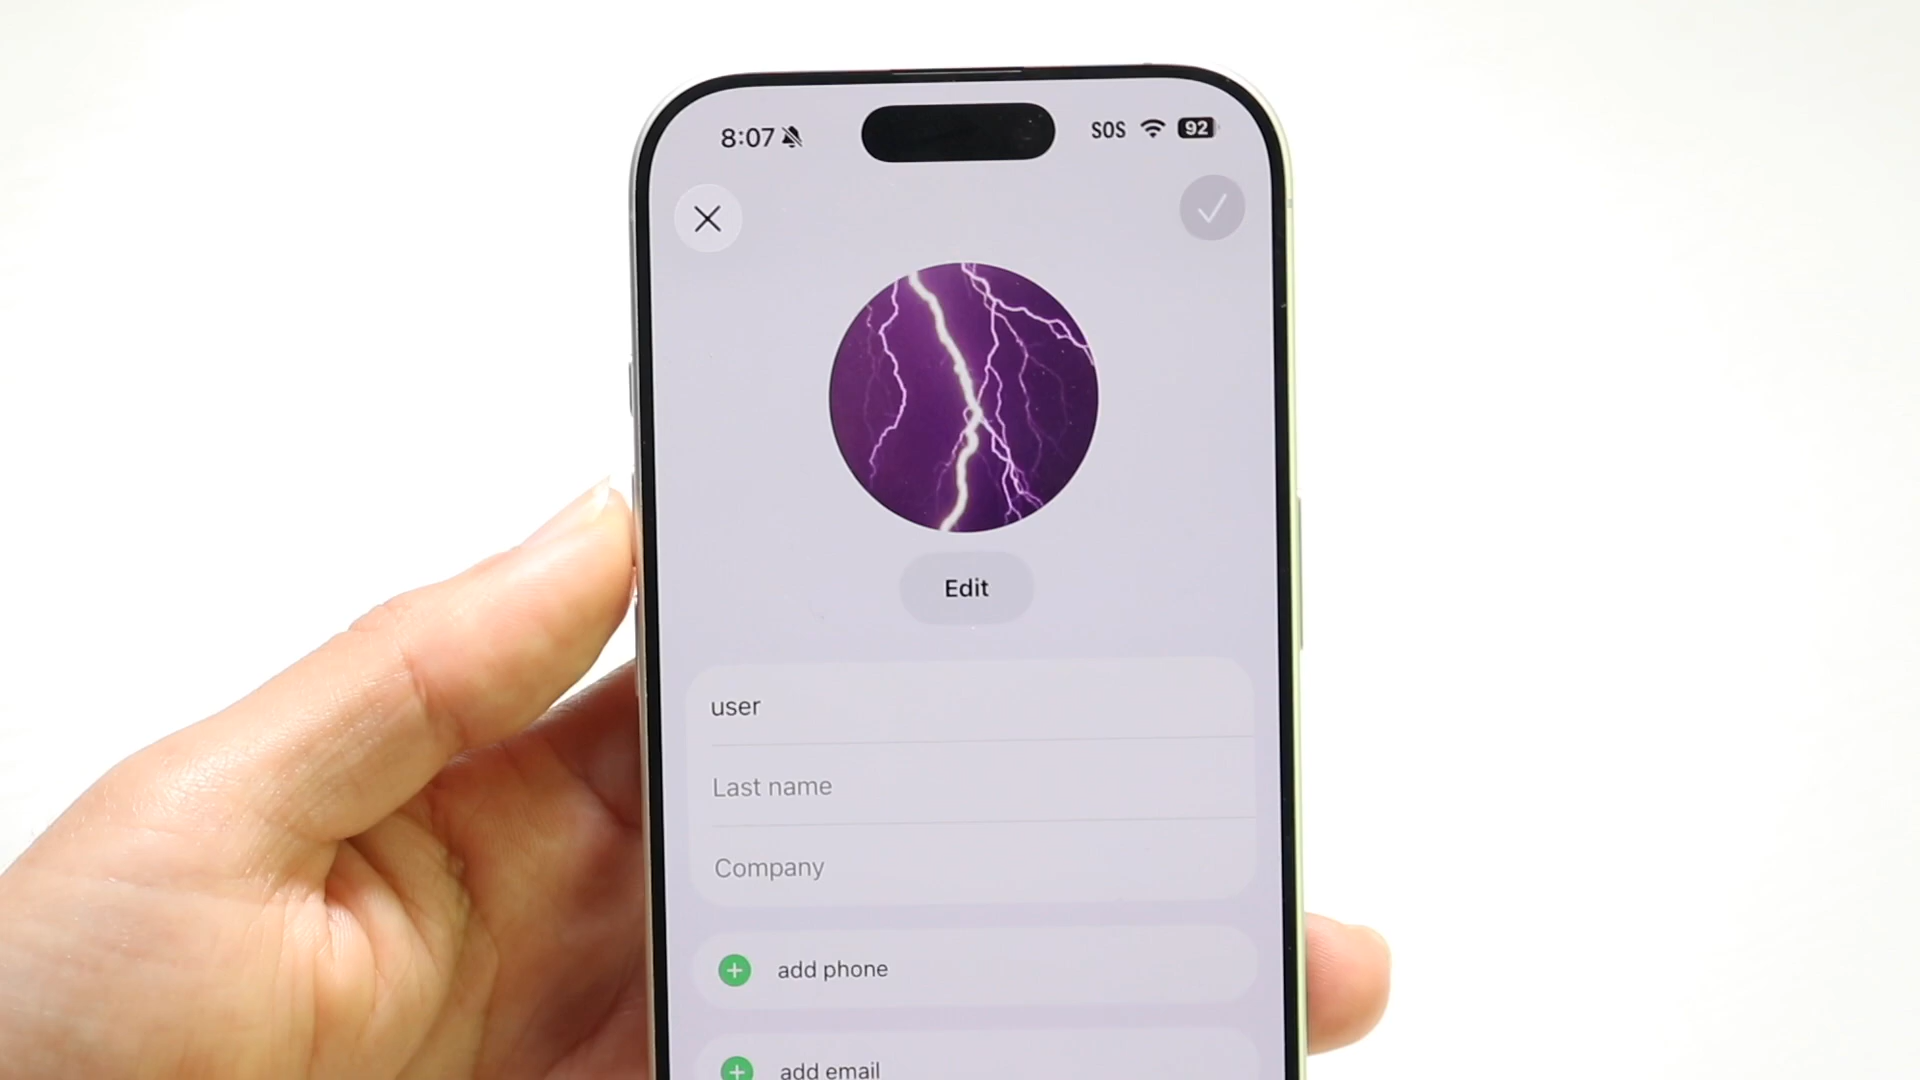 8:07 SOS 92
Edit
user
Last name
Company
add phone
add email